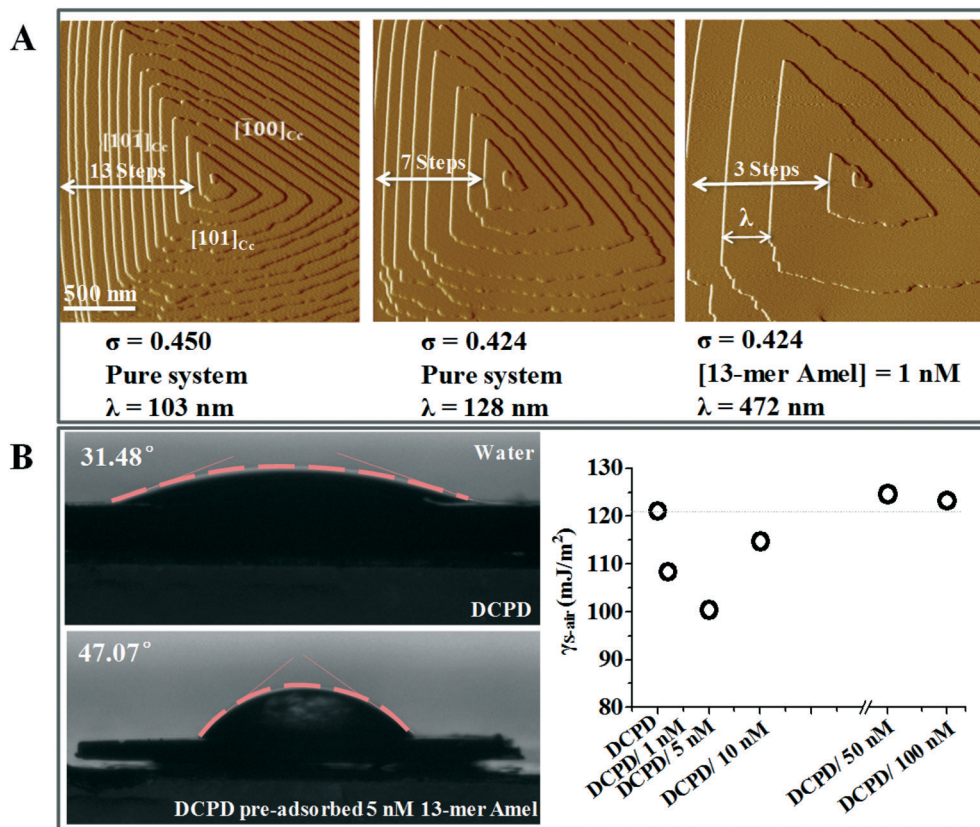 A
[101̄]Cc
[1̄00]Cc
13 Steps
[101]Cc
500 nm
7 Steps
3 Steps
λ
σ = 0.450
Pure system
λ = 103 nm
σ = 0.424
Pure system
λ = 128 nm
σ = 0.424
[13-mer Amel] = 1 nM
λ = 472 nm
B
31.48°
Water
DCPD
47.07°
DCPD pre-adsorbed 5 nM 13-mer Amel
130
120
110
100
90
80
γS-air (mJ/m²)
DCPD
DCPD/ 1 nM
DCPD/ 5 nM
DCPD/ 10 nM
DCPD/ 50 nM
DCPD/ 100 nM